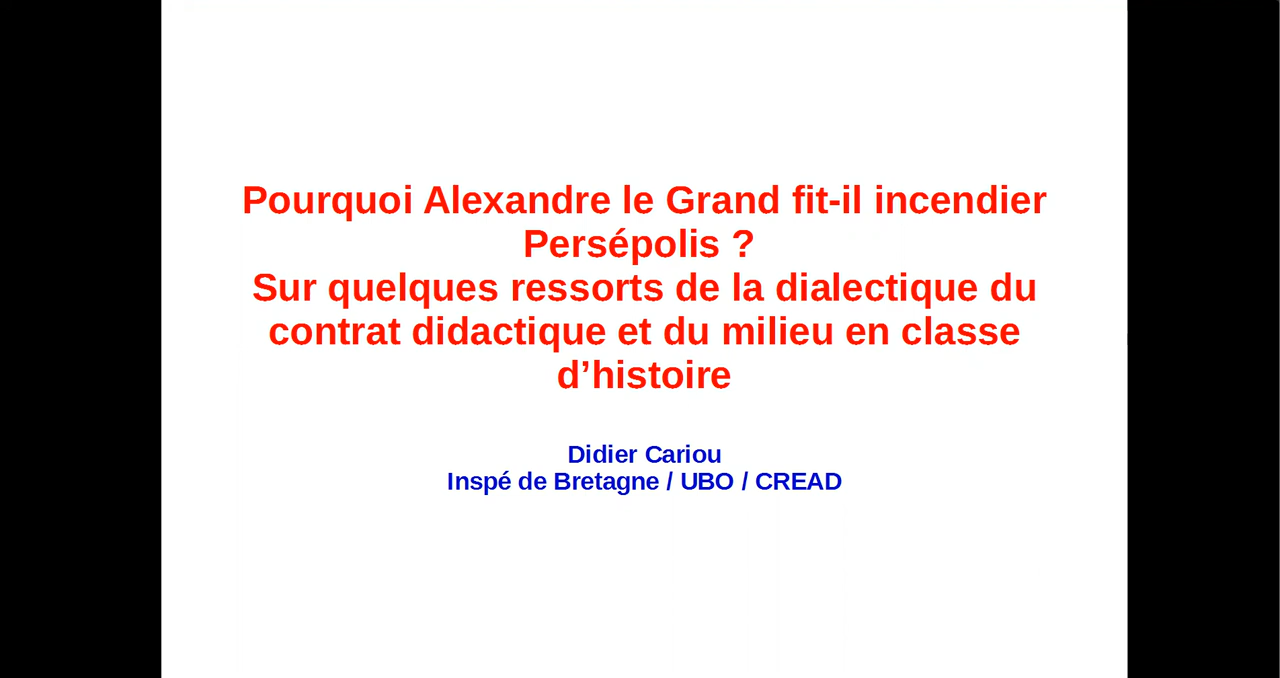 Pourquoi Alexandre le Grand fit-il incendier
Persépolis ?
Sur quelques ressorts de la dialectique du
contrat didactique et du milieu en classe
d’histoire
Didier Cariou
Inspé de Bretagne / UBO / CREAD